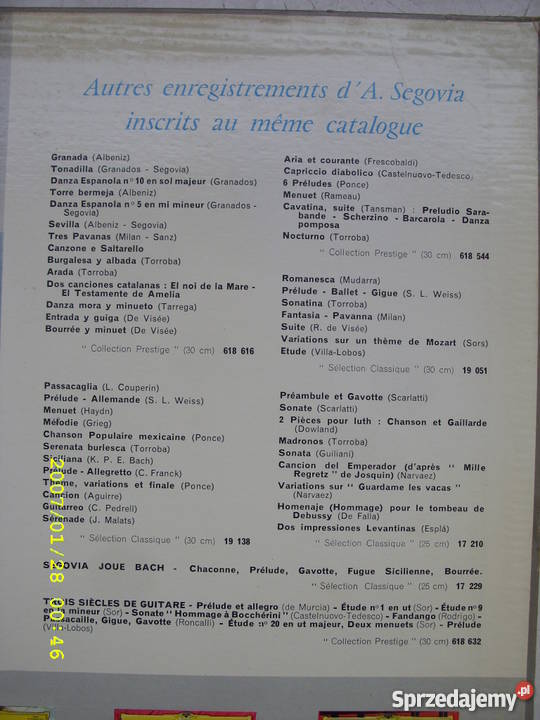 Autres enregistrements d'A. Segovia
inscrits au même catalogue
Granada (Albeniz)
Tonadilla (Granados - Segovia)
Danza Espanola n° 10 en sol majeur (Granados)
Torre bermeja (Albeniz)
Danza Espanola n° 5 en mi mineur (Granados -
Segovia)
Sevilla (Albeniz - Segovia)
Tres Pavanas (Milan - Sanz)
Canzone e Saltarello
Burgalesa y albada (Torroba)
Arada (Torroba)
Dos canciones catalanas : El noi de la Mare -
El Testamente de Amelia
Danza mora y minueto (Tarrega)
Entrada y guiga (De Visée)
Bourrée y minuet (De Visée)
" Collection Prestige " (30 cm) 618 616
Aria et courante (Frescobaldi)
Capriccio diabolico (Castelnuovo-Tedesco)
6 Préludes (Ponce)
Menuet (Rameau)
Cavatina, suite (Tansman) : Preludio Sara-
bande - Scherzino - Barcarola - Danza
pomposa
Nocturno (Torroba)
" Collection Prestige " (30 cm) 618 544
Romanesca (Mudarra)
Prélude - Ballet - Gigue (S. L. Weiss)
Sonatina (Torroba)
Fantasia - Pavanna (Milan)
Suite (R. de Visée)
Variations sur un thème de Mozart (Sors)
Etude (Villa-Lobos)
" Sélection Classique " (30 cm) 19 051
Passacaglia (L. Couperin)
Prélude - Allemande (S. L. Weiss)
Menuet (Haydn)
Méfodie (Grieg)
Chanson Populaire mexicaine (Ponce)
Serenata burlesca (Torroba)
Siciliana (K. P. E. Bach)
Prélude - Allegretto (C. Franck)
Thème, variations et finale (Ponce)
Cancion (Aguirre)
Guitarreo (C. Pedrell)
Sérénade (J. Malats)
" Sélection Classique " (30 cm) 19 138
Préambule et Gavotte (Scarlatti)
Sonate (Scarlatti)
2 Pièces pour luth : Chanson et Gaillarde
(Dowland)
Madronos (Torroba)
Sonata (Guiliani)
Cancion del Emperador (d'après " Mille
Regretz " de Josquin) (Narvaez)
Variations sur " Guardame les vacas "
(Narvaez)
Homenaje (Hommage) pour le tombeau de
Debussy (De Falla)
Dos impressiones Levantinas (Esplá)
" Sélection Classique " (25 cm) 17 210
SEGOVIA JOUE BACH - Chaconne, Prélude, Gavotte, Fugue Sicilienne, Bourrée.
" Sélection Classique " (25 cm) 17 229
TROIS SIÈCLES DE GUITARE - Prélude et allegro (de Murcia) - Étude n° 1 en ut (Sor) - Étude n° 9
en la mineur (Sor) - Sonate " Hommage à Boccherini " (Castelnuovo-Tedesco) - Fandango (Rodrigo) -
Passacaille, Gigue, Gavotte (Roncalli) - Étude n° 20 en ut majeur, Deux menuets (Sor) - Prélude
(Villa-Lobos)
" Collection Prestige " (30 cm) 618 632
2007/01/28 00:46
Sprzedajemy.pl